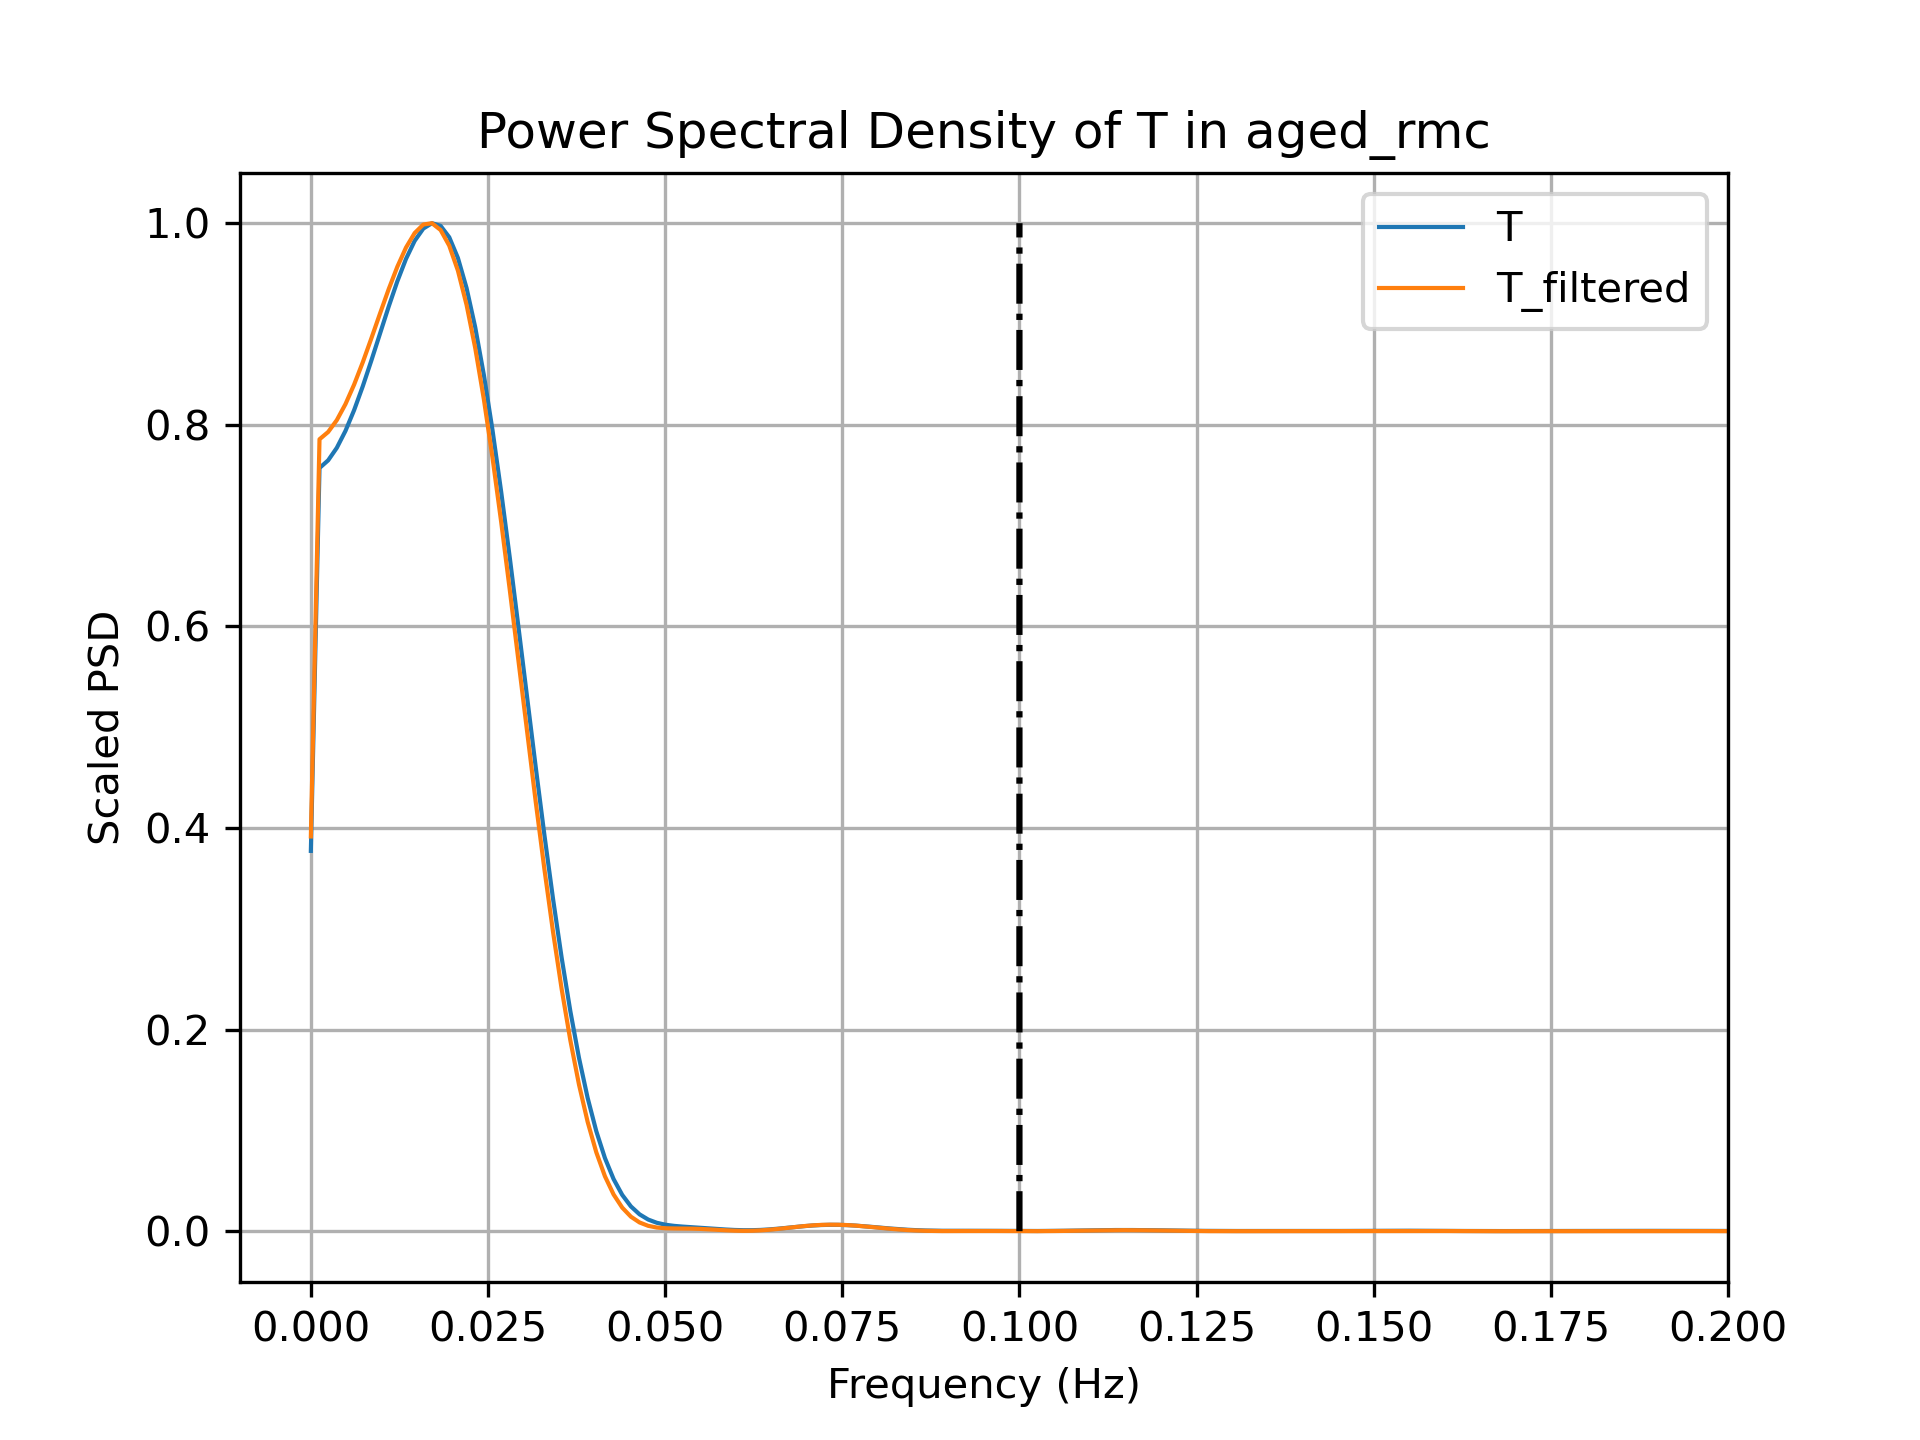 Power Spectral Density of T in aged_rmc
T
T_filtered
1.0
0.8
0.6
0.4
0.2
0.0
Scaled PSD
0.000 0.025 0.050 0.075 0.100 0.125 0.150 0.175 0.200
Frequency (Hz)